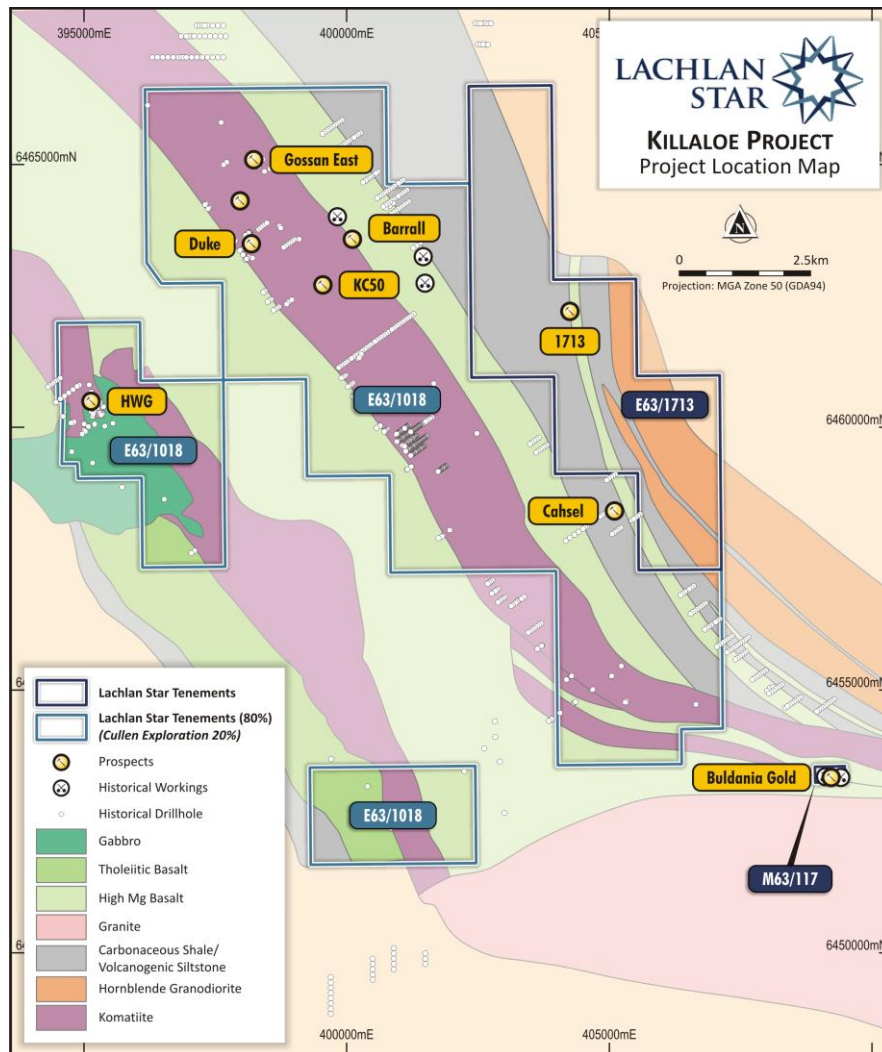 395000mE
400000mE
LACHLAN
STAR
KILLALOE PROJECT
Project Location Map
6465000mN
N
0
2.5km
Projection: MGA Zone 50 (GDA94)
Gossan East
Duke
Barrall
KC50
1713
HWG
E63/1018
E63/1018
E63/1713
6460000mN
Cahsel
6455000mN
Lachlan Star Tenements
Lachlan Star Tenements (80%)
(Cullen Exploration 20%)
Prospects
Historical Workings
Historical Drillhole
Gabbro
Tholeiitic Basalt
High Mg Basalt
Granite
Carbonaceous Shale/
Volcanogenic Siltstone
Hornblende Granodiorite
Komatiite
E63/1018
Buldania Gold
M63/117
6450000mN
400000mE
405000mE